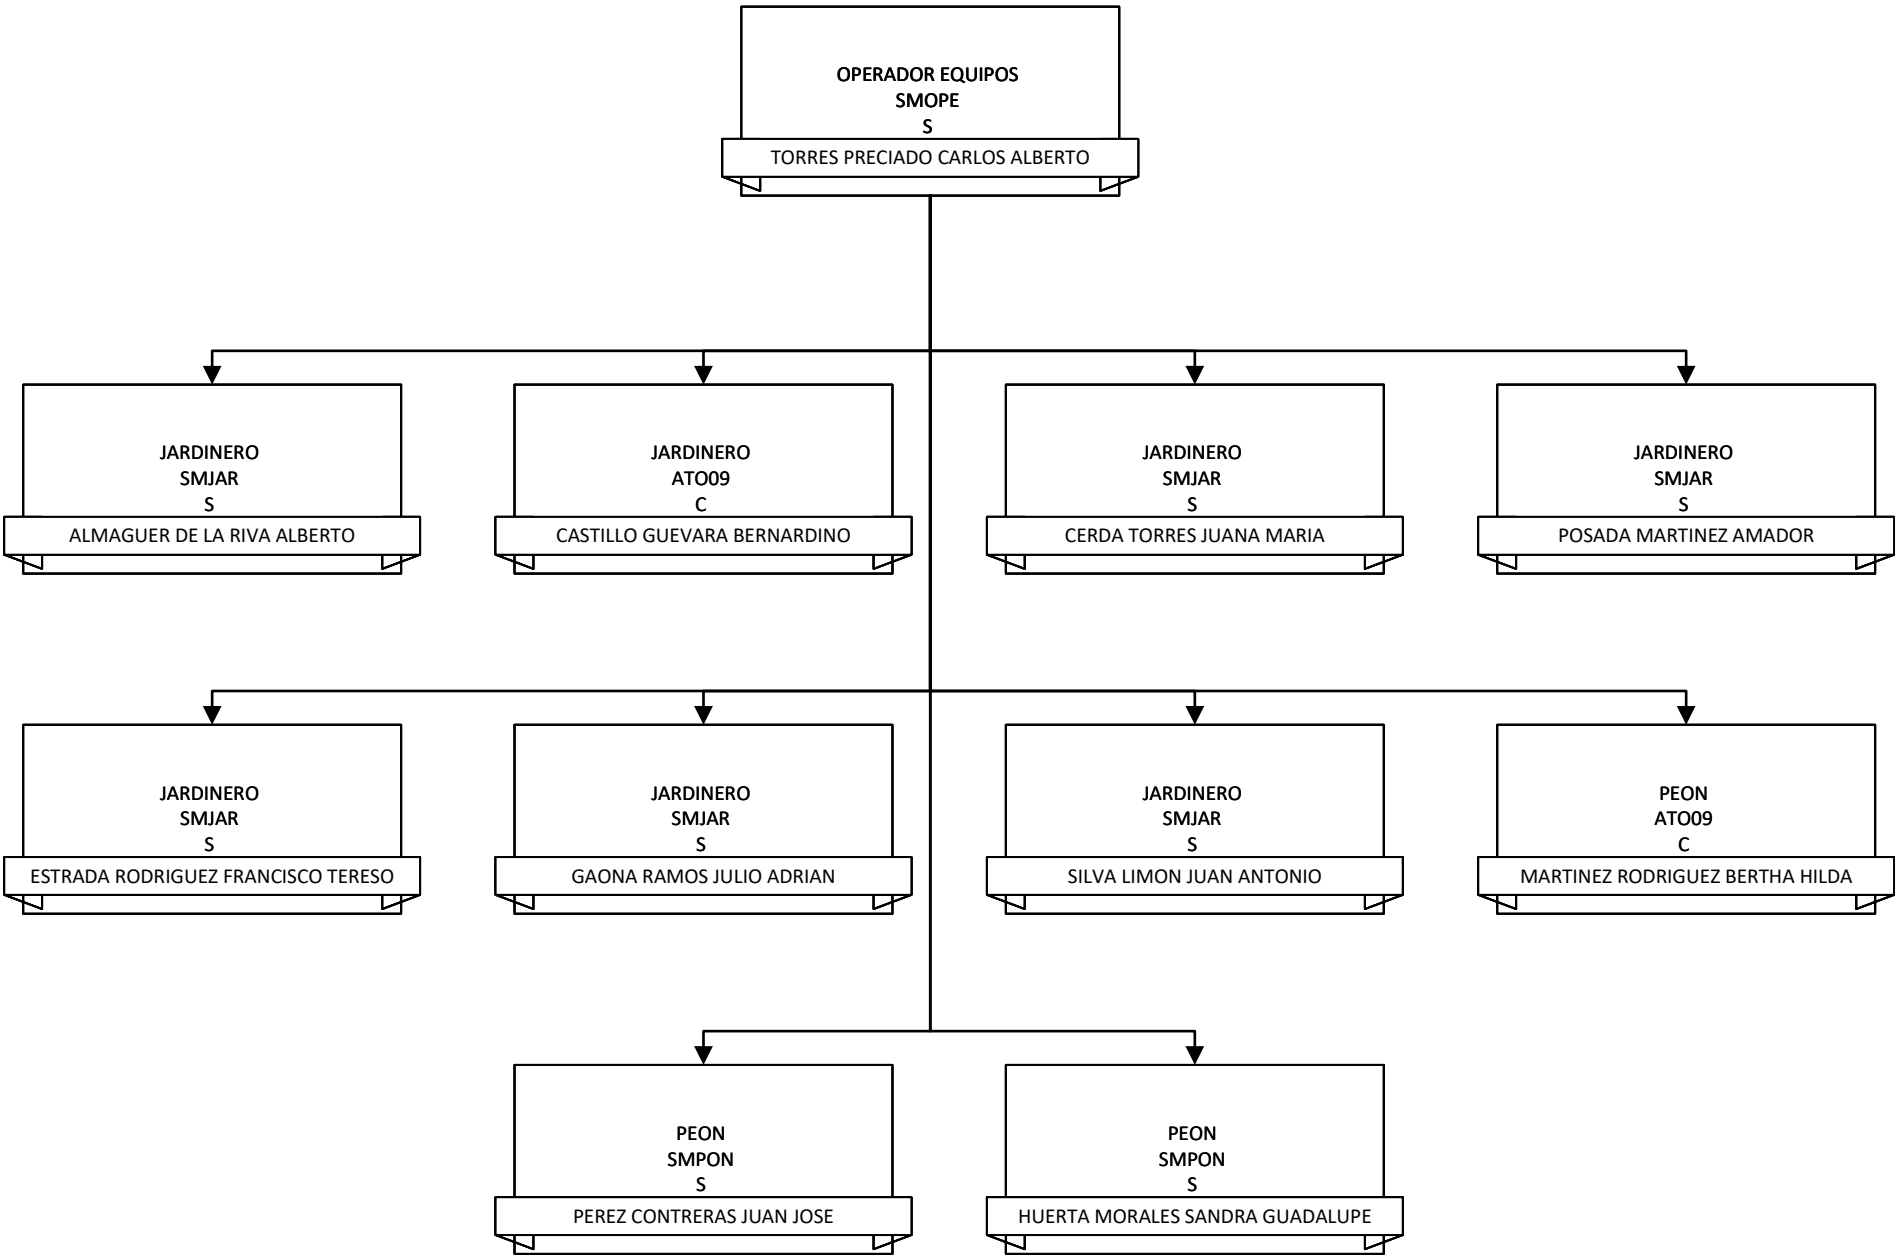 OPERADOR EQUIPOS
SMOPE
S
TORRES PRECIADO CARLOS ALBERTO
JARDINERO
SMJAR
S
ALMAGUER DE LA RIVA ALBERTO
JARDINERO
ATO09
C
CASTILLO GUEVARA BERNARDINO
JARDINERO
SMJAR
S
CERDA TORRES JUANA MARIA
JARDINERO
SMJAR
S
POSADA MARTINEZ AMADOR
JARDINERO
SMJAR
S
ESTRADA RODRIGUEZ FRANCISCO TERESO
JARDINERO
SMJAR
S
GAONA RAMOS JULIO ADRIAN
JARDINERO
SMJAR
S
SILVA LIMON JUAN ANTONIO
PEON
ATO09
C
MARTINEZ RODRIGUEZ BERTHA HILDA
PEON
SMPON
S
PEREZ CONTRERAS JUAN JOSE
PEON
SMPON
S
HUERTA MORALES SANDRA GUADALUPE